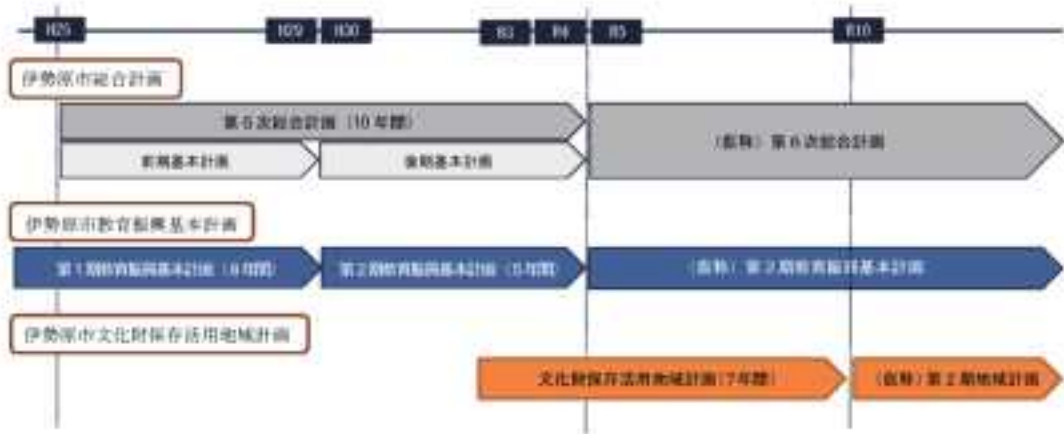 H25 H29 H30 R3 R4 R5 R10
伊勢原市総合計画
第5次総合計画(10年間)
前期基本計画
後期基本計画
(仮称)第6次総合計画
伊勢原市教育振興基本計画
第1期教育振興基本計画
第2期教育振興基本計画(5年間)
(仮称)第3期教育振興基本計画
伊勢原市文化財保存活用地域計画
文化財保存活用地域計画(7年間)
(仮称)第2期地域計画